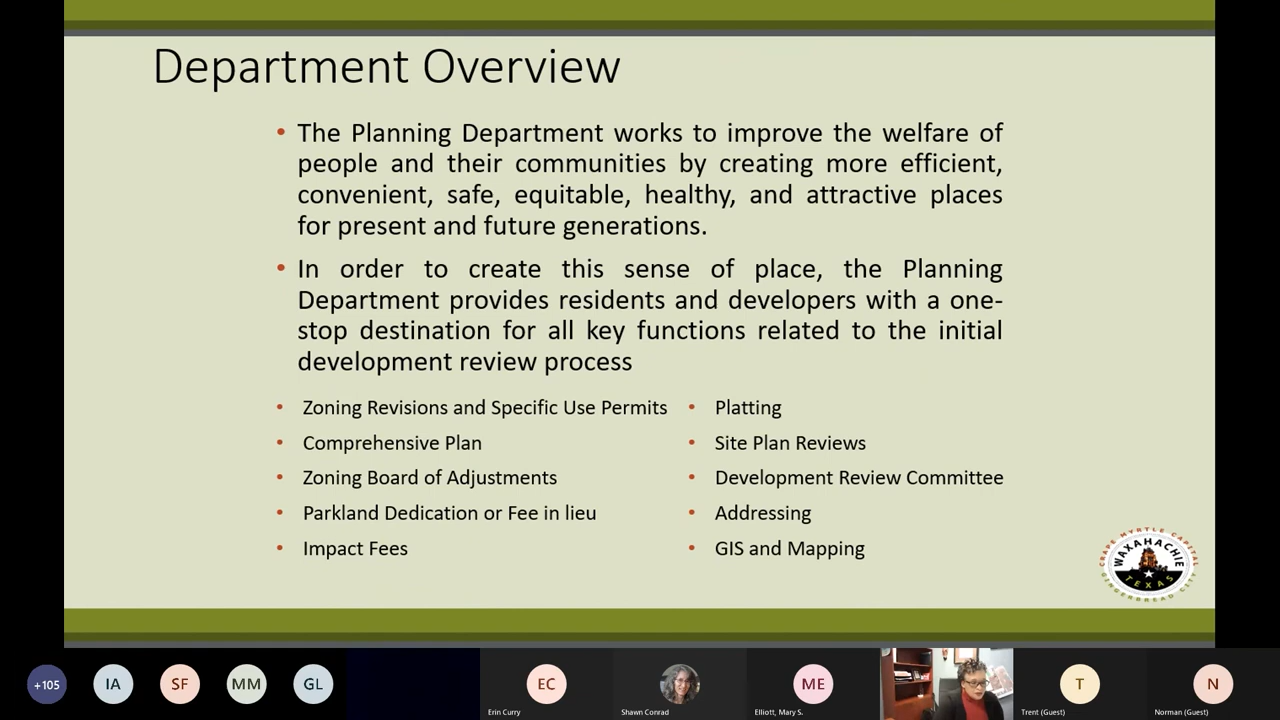 Department Overview
• The Planning Department works to improve the welfare of
people and their communities by creating more efficient,
convenient, safe, equitable, healthy, and attractive places
for present and future generations.
• In order to create this sense of place, the Planning
Department provides residents and developers with a one-
stop destination for all key functions related to the initial
development review process
• Zoning Revisions and Specific Use Permits
• Comprehensive Plan
• Zoning Board of Adjustments
• Parkland Dedication or Fee in lieu
• Impact Fees
• Platting
• Site Plan Reviews
• Development Review Committee
• Addressing
• GIS and Mapping
CRAPE MYRTLE CAPITAL
WAXAHACHIE
TEXAS
GINGERBREAD CITY
+105
IA
SF
MM
GL
EC
Erin Curry
Shawn Conrad
ME
Elliott, Mary S.
T
Trent (Guest)
N
Norman (Guest)